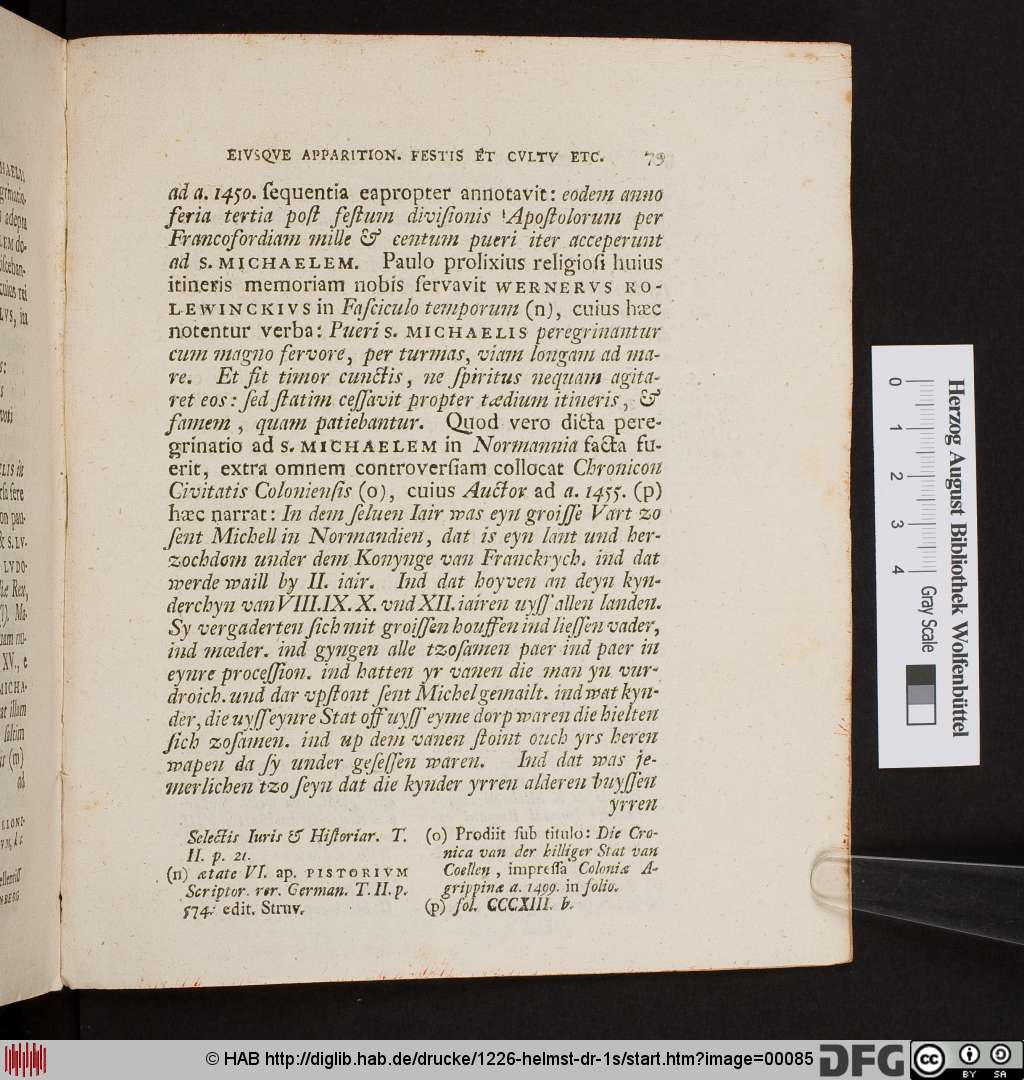 EIVSQVE APPARITION. FESTIS ET CVLTV ETC. 79
ad a. 1450. ſequentia eapropter annotavit: eodem anno
feria tertia poſt feſtum diviſionis Apoſtolorum per
Francofordiam mille & centum pueri iter acceperunt
ad S. MICHAELEM. Paulo prolixius religioſi huius
itineris memoriam nobis ſervavit WERNERVS RO-
LEWINCKIVS in Faſciculo temporum (n), cuius hæc
notentur verba: Pueri S. MICHAELIS peregrinantur
cum magno fervore, per turmas, viam longam ad ma-
re. Et fit timor cunctis, ne ſpiritus nequam agita-
ret eos: ſed ſtatim ceſſavit propter tædium itineris, &
famem, quam patiebantur. Quod vero dicta pere-
grinatio ad S. MICHAELEM in Normannia facta fu-
erit, extra omnem controverſiam collocat Chronicon
Civitatis Colonienſis (o), cuius Auctor ad a. 1455. (p)
hæc narrat: In dem ſeluen Iair was eyn groiſſe Vart zo
ſent Michell in Normandien, dat is eyn lant und her-
zochdom under dem Konynge van Franckrych. ind dat
werde waill by II. iair. Ind dat hoyven an deyn kyn-
derchyn van VIII. IX. X. vnd XII. iairen uyſſ allen landen.
Sy vergaderten ſich mit groiſſen houffen ind lieſſen vader,
ind mœder. ind gyngen alle tzoſamen paer ind paer in
eynre proceſſion. ind hatten yr vanen die man yn vur-
droich. und dar vpſtont ſent Michel gemailt. ind wat kyn-
der, die uyſſ eynre Stat off uyſſ eyme dorp waren die hielten
ſich zoſamen. ind up dem vanen ſtoint ouch yrs heren
wapen da ſy under geſeſſen waren. Ind dat was je-
merlichen tzo ſeyn dat die kynder yrren alderen buyſſen
yrren
Selectis Iuris & Hiſtoriar. T.
II. p. 21.
(n) ætate VI. ap. PISTORIVM
Scriptor. rer. German. T. II. p.
574. edit. Struv.
(o) Prodiit ſub titulo: Die Cro-
nica van der hilliger Stat van
Coellen, impreſſa Coloniæ A-
grippinæ a. 1499. in folio.
(p) fol. CCCXIII. b.
Herzog August Bibliothek Wolfenbüttel
0 1 2 3 4 Gray Scale
© HAB http://diglib.hab.de/drucke/1226-helmst-dr-1s/start.htm?image=00085
DFG
cc BY SA